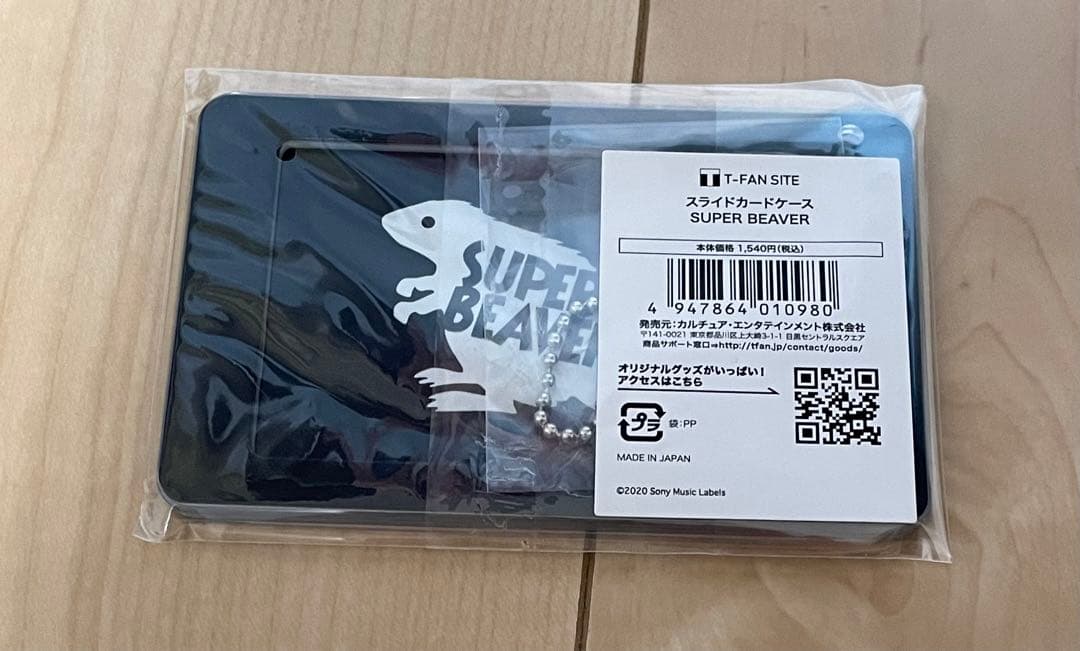 SUPER
BEAVER
T-FAN SITE
スライドカードケース
SUPER BEAVER
本体価格 1,540円(税込)
4 947864 010980
発売元:カルチュア・エンタテインメント株式会社
〒141-0021 東京都品川区上大崎3-1-1 目黒セントラルスクエア
商品サポート窓口⇒http://tfan.jp/contact/goods/
オリジナルグッズがいっぱい!
アクセスはこちら
プラ 袋:PP
MADE IN JAPAN
©2020 Sony Music Labels